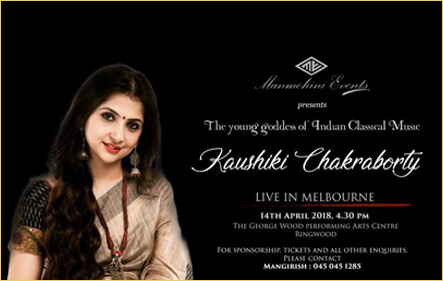 ME
Manmohini Events
presents
The young goddess of Indian Classical Music
Kaushiki Chakraborty
LIVE IN MELBOURNE
14TH APRIL 2018, 4.30 PM
THE GEORGE WOOD PERFORMING ARTS CENTRE
RINGWOOD
FOR SPONSORSHIP, TICKETS AND ALL OTHER ENQUIRIES,
PLEASE CONTACT
MANGIRISH : 045 045 1285